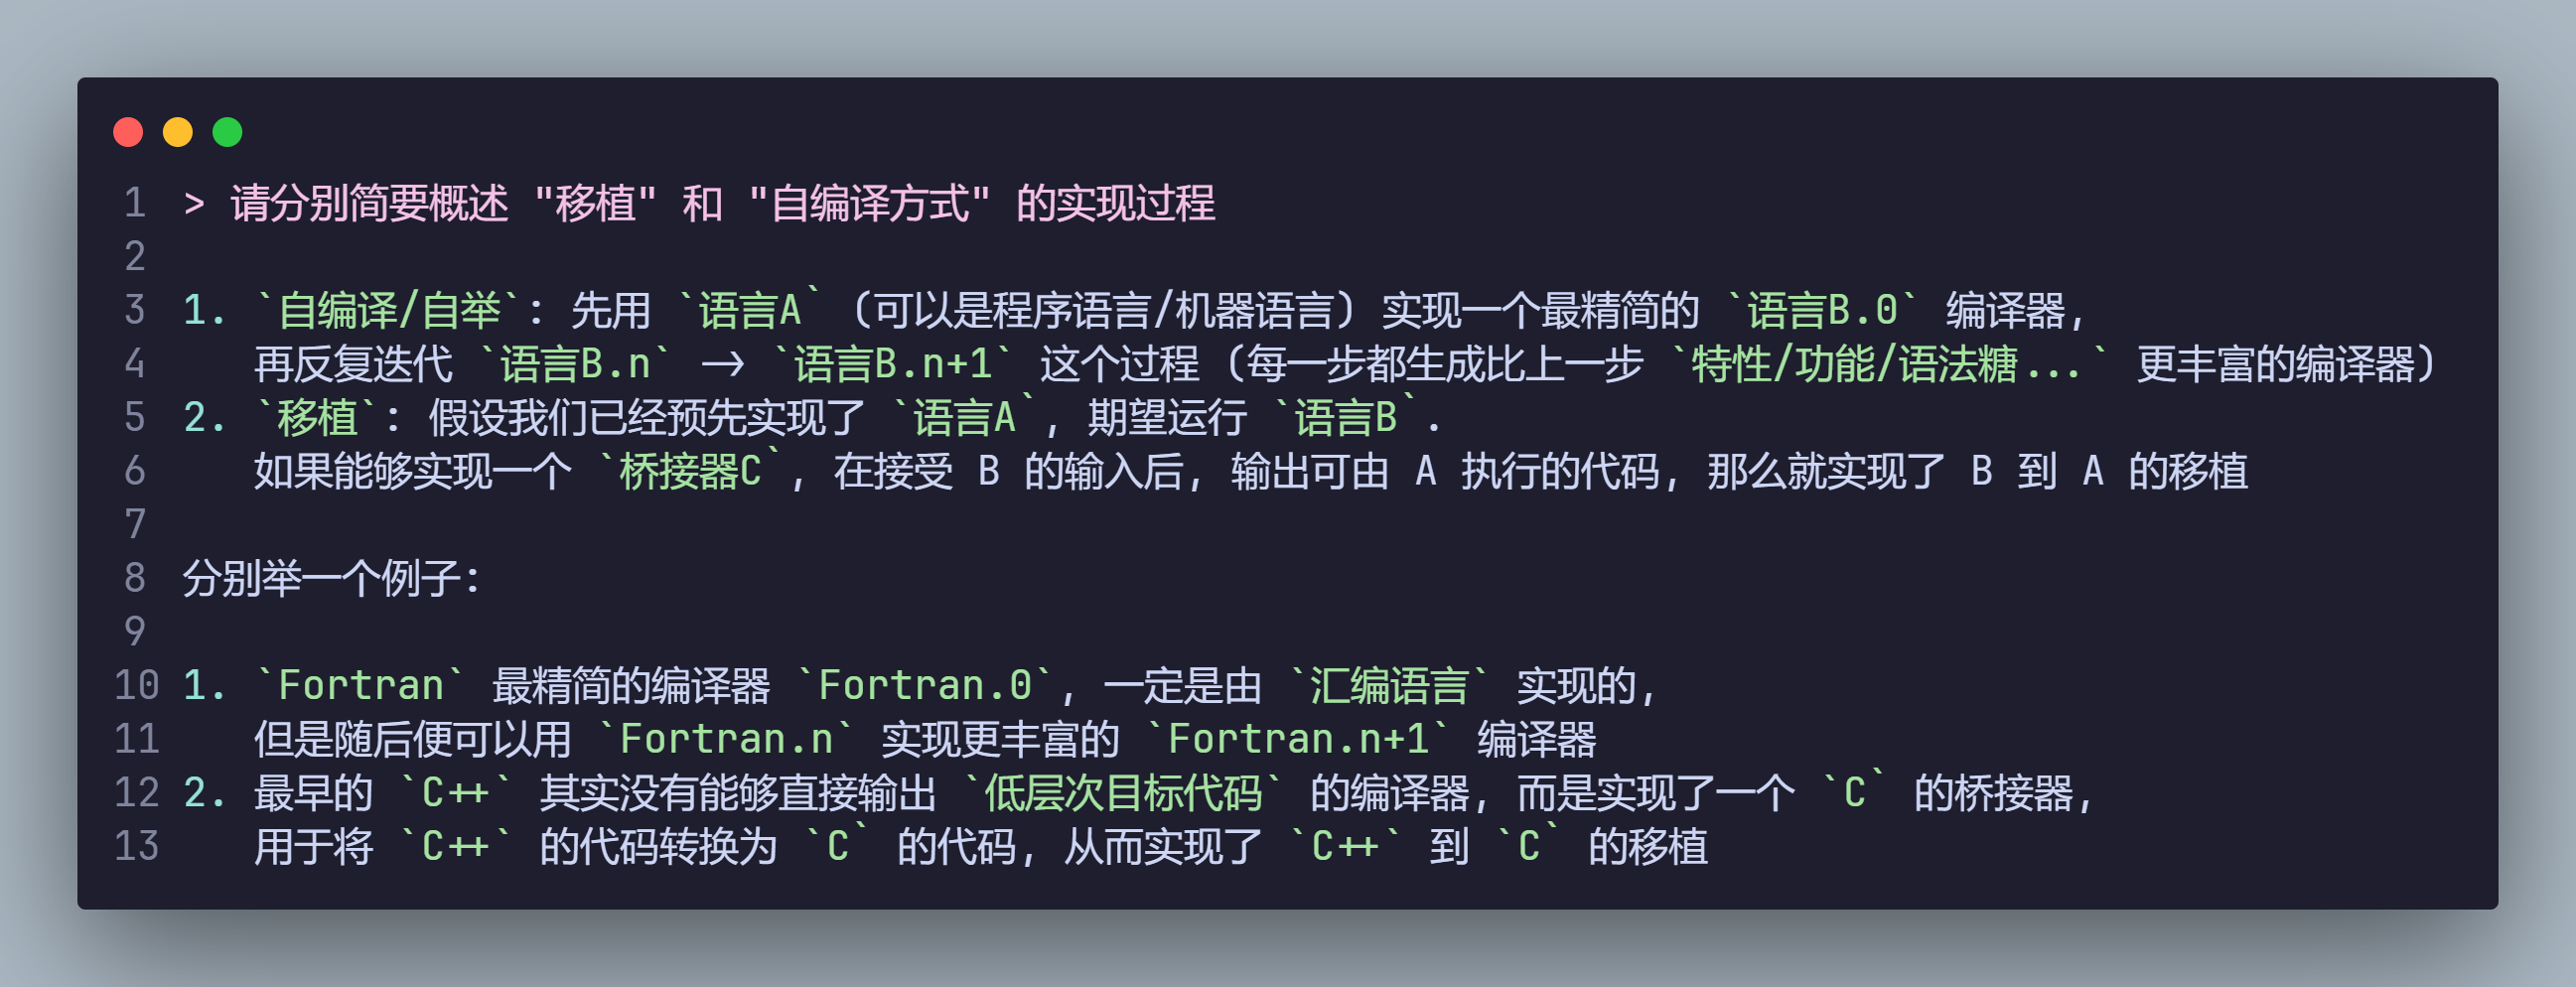 1 > 请分别简要概述 "移植" 和 "自编译方式" 的实现过程
2
3 1. `自编译/自举`: 先用 `语言A` (可以是程序语言/机器语言) 实现一个最精简的 `语言B.0` 编译器,
4 再反复迭代 `语言B.n` -> `语言B.n+1` 这个过程 (每一步都生成比上一步 `特性/功能/语法糖...` 更丰富的编译器)
5 2. `移植`: 假设我们已经预先实现了 `语言A`, 期望运行 `语言B`.
6 如果能够实现一个 `桥接器C`, 在接受 B 的输入后, 输出可由 A 执行的代码, 那么就实现了 B 到 A 的移植
7
8 分别举一个例子:
9
10 1. `Fortran` 最精简的编译器 `Fortran.0`, 一定是由 `汇编语言` 实现的,
11 但是随后便可以用 `Fortran.n` 实现更丰富的 `Fortran.n+1` 编译器
12 2. 最早的 `C++` 其实没有能够直接输出 `低层次目标代码` 的编译器, 而是实现了一个 `C` 的桥接器,
13 用于将 `C++` 的代码转换为 `C` 的代码, 从而实现了 `C++` 到 `C` 的移植